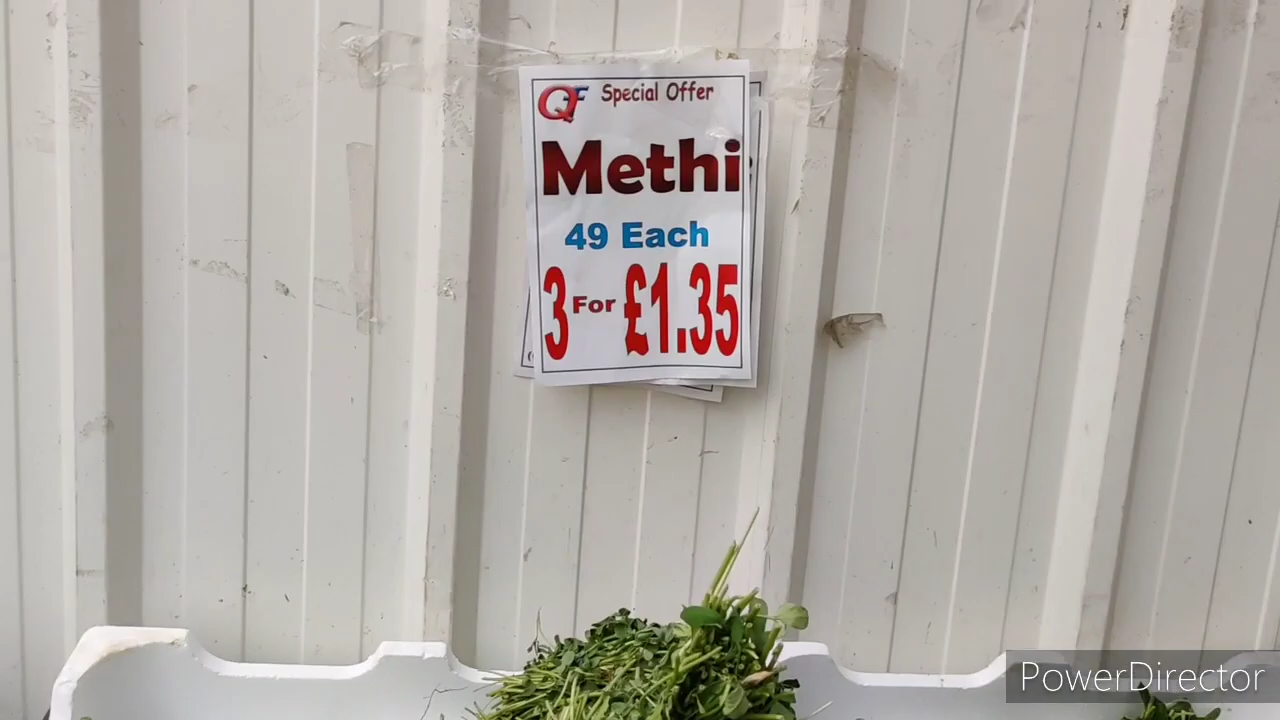 QF Special Offer
Methi
49 Each
3 For £1.35
PowerDirector